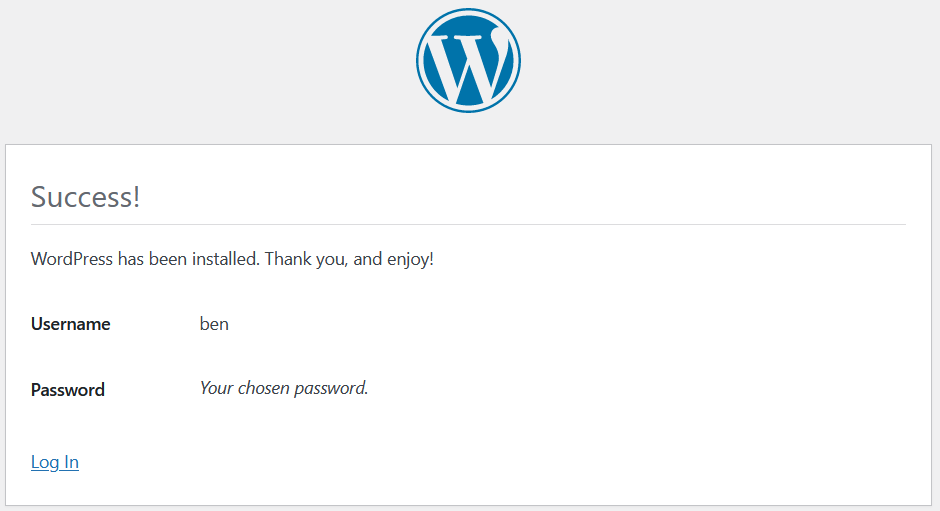 Success!
WordPress has been installed. Thank you, and enjoy!
Username ben
Password Your chosen password.
Log In